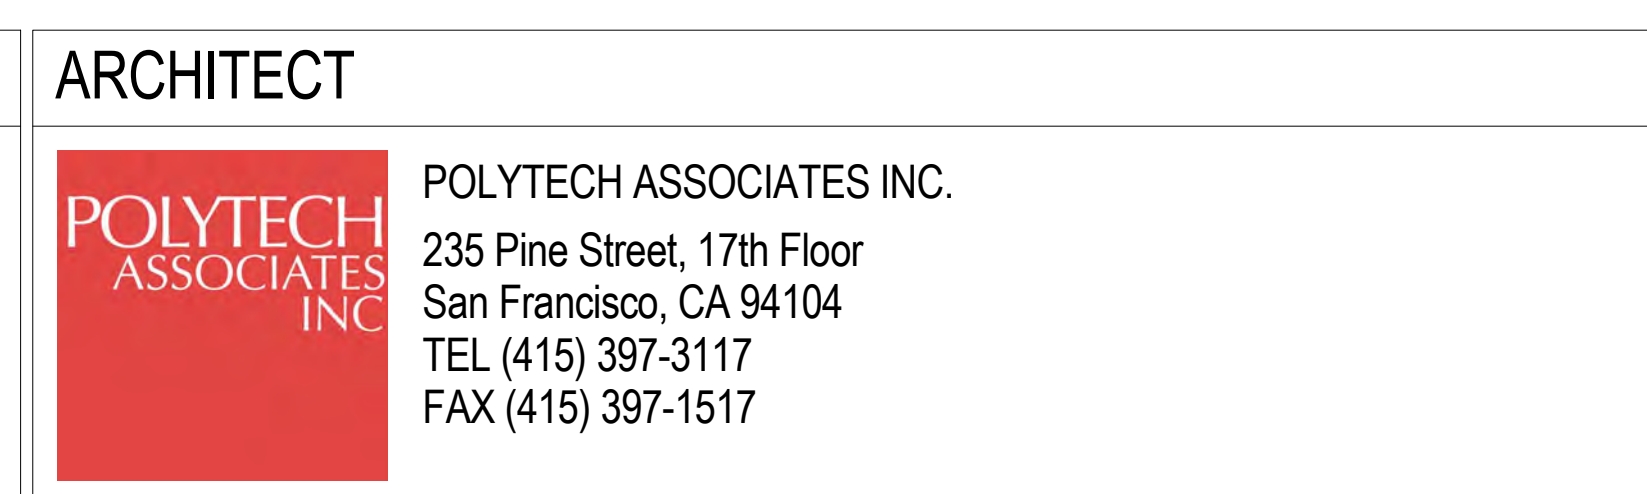 ARCHITECT
POLYTECH
ASSOCIATES
INC
POLYTECH ASSOCIATES INC.
235 Pine Street, 17th Floor
San Francisco, CA 94104
TEL (415) 397-3117
FAX (415) 397-1517